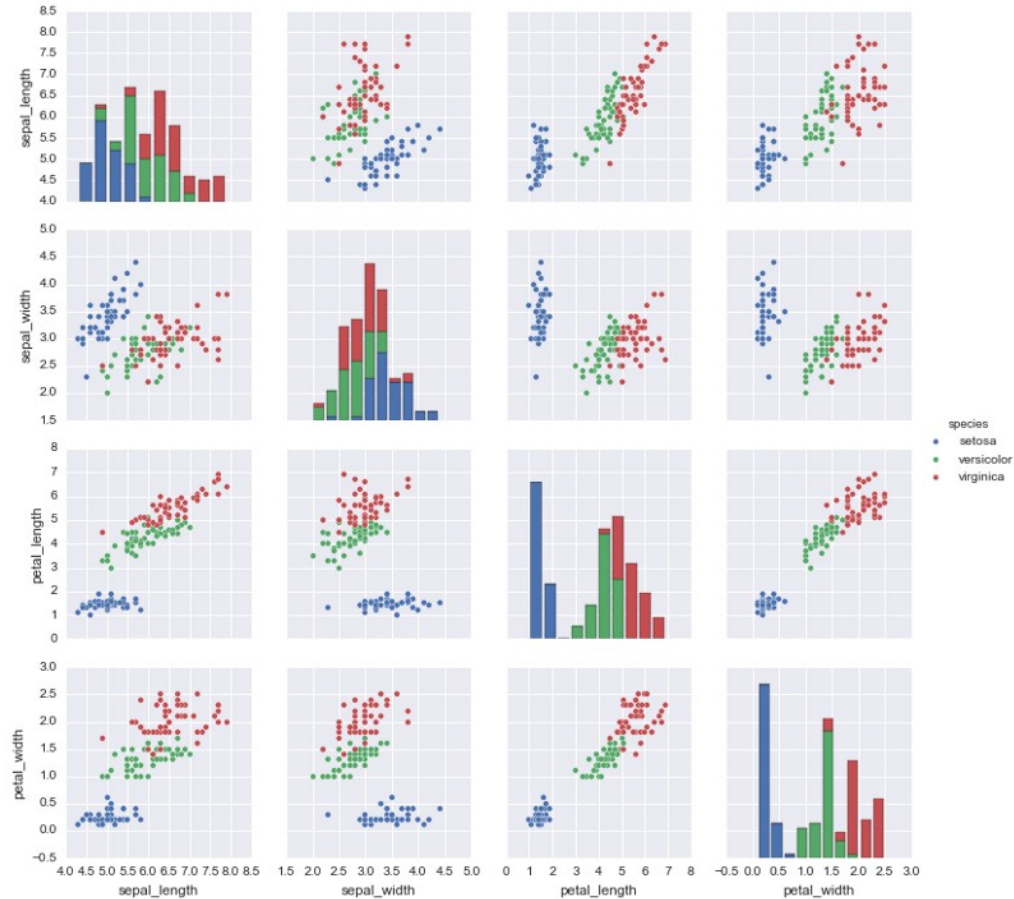 8.5
8.0
7.5
7.0
6.5
6.0
5.5
5.0
4.5
4.0
sepal_length
5.0
4.5
4.0
3.5
3.0
2.5
2.0
1.5
sepal_width
species
setosa
versicolor
virginica
8
7
6
5
4
3
2
1
0
petal_length
3.0
2.5
2.0
1.5
1.0
0.5
0.0
−0.5
petal_width
4.0 4.5 5.0 5.5 6.0 6.5 7.0 7.5 8.0 8.5
sepal_length
1.5 2.0 2.5 3.0 3.5 4.0 4.5 5.0
sepal_width
0 1 2 3 4 5 6 7 8
petal_length
−0.5 0.0 0.5 1.0 1.5 2.0 2.5 3.0
petal_width